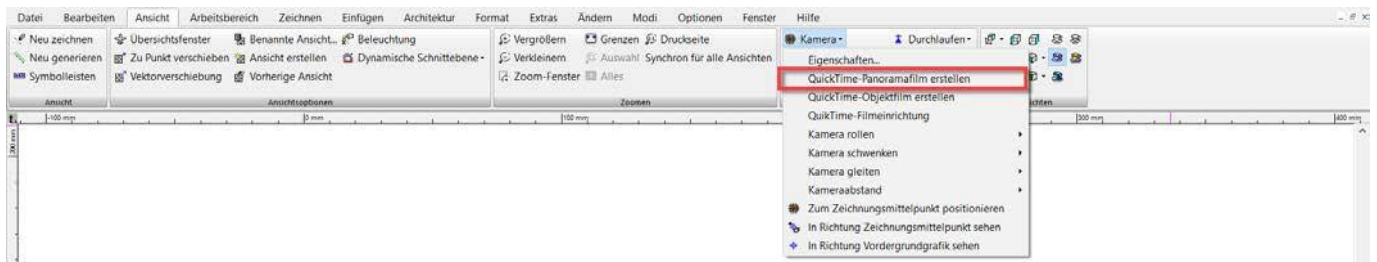 Datei Bearbeiten Ansicht Arbeitsbereich Zeichnen Einfügen Architektur Format Extras Ändern Modi Optionen Fenster Hilfe
Neu zeichnen Übersichtsfenster Benannte Ansicht... Beleuchtung Vergrößern Grenzen Druckseite Kamera Durchlaufen
Neu generieren Zu Punkt verschieben Ansicht erstellen Dynamische Schnittebene Verkleinern Auswahl Synchron für alle Ansichten Eigenschaften...
Symbolleisten Vektorverschiebung Vorherige Ansicht Zoom-Fenster Alles QuickTime-Panoramafilm erstellen
QuickTime-Objektfilm erstellen
Ansicht Ansichtsoptionen Zoomen
-100 mm 0 mm 100 mm 300 mm 400 mm
QuikTime-Filmeinrichtung
200 mm
Kamera rollen
Kamera schwenken
Kamera gleiten
Kameraabstand
Zum Zeichnungsmittelpunkt positionieren
In Richtung Zeichnungsmittelpunkt sehen
In Richtung Vordergrundgrafik sehen